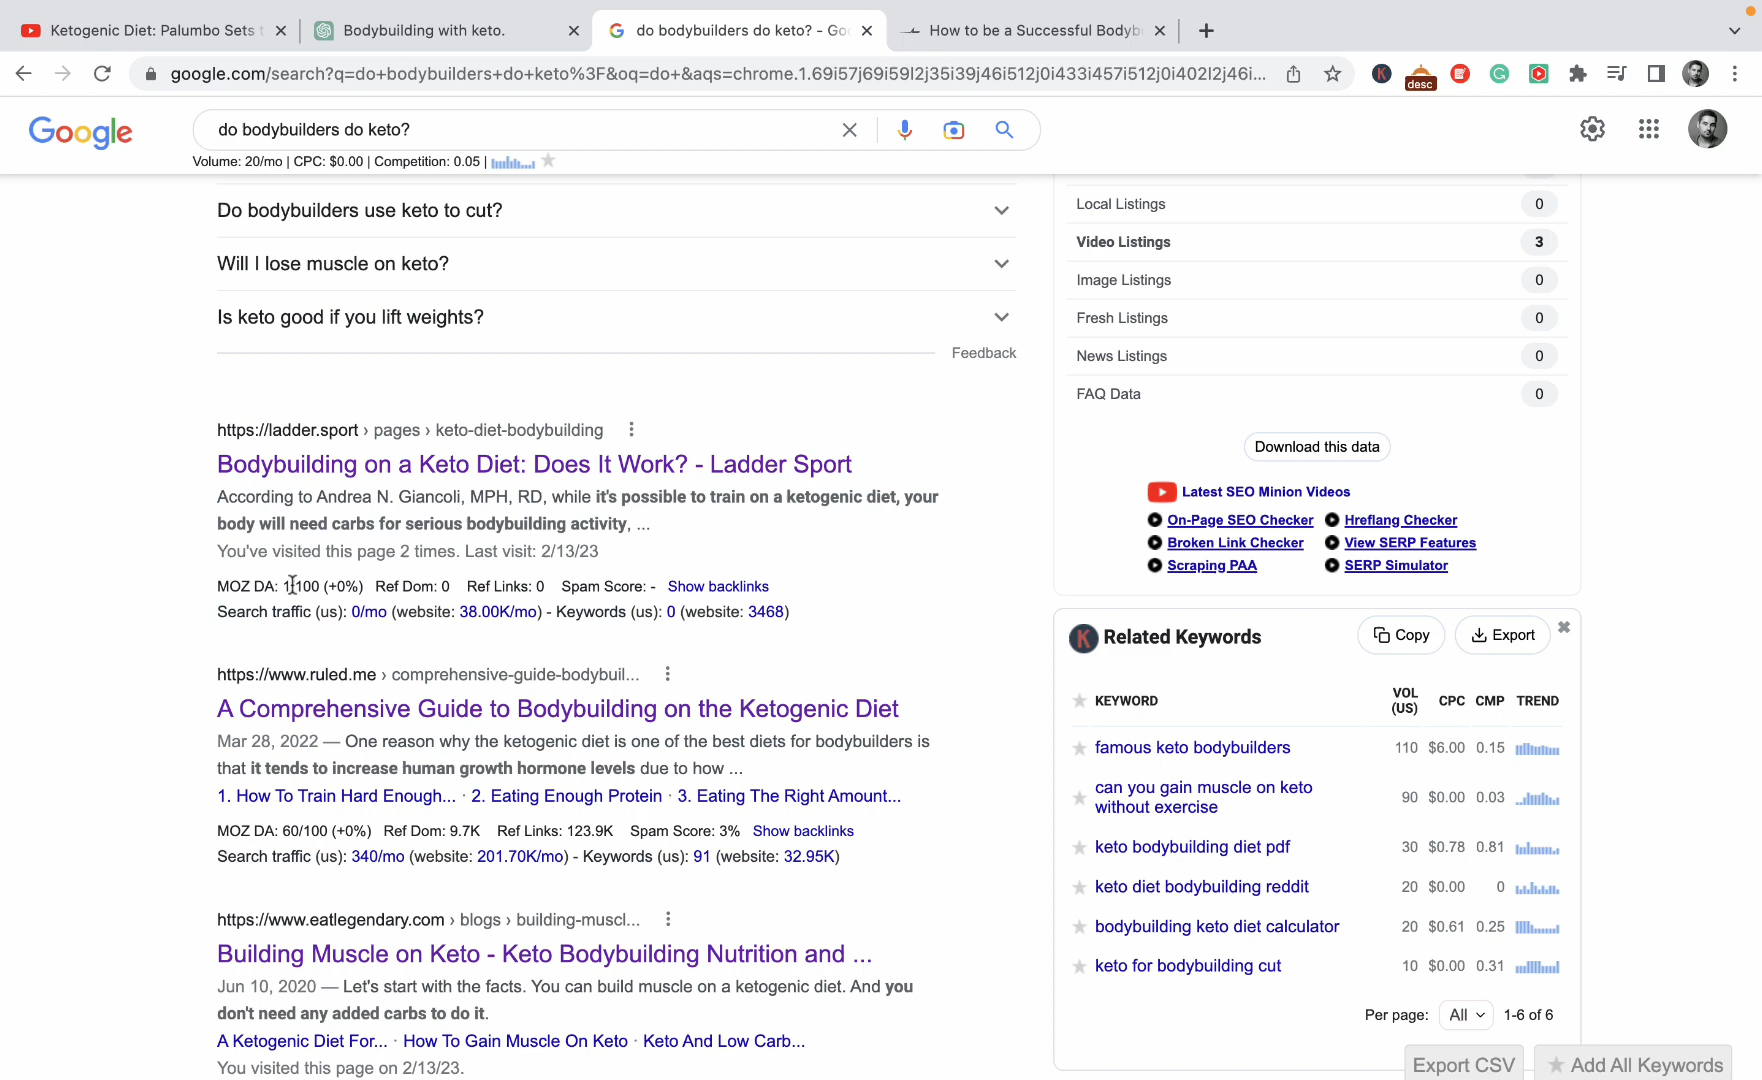 Ketogenic Diet: Palumbo Sets t
Bodybuilding with keto.
do bodybuilders do keto? - Goo
How to be a Successful Bodyb
google.com/search?q=do+bodybuilders+do+keto%3F&oq=do+&aqs=chrome.1.69i57j69i59l2j35i39j46i512j0i433i457i512j0i402l2j46i...
desc
Google
do bodybuilders do keto?
Volume: 20/mo | CPC: $0.00 | Competition: 0.05 |
Do bodybuilders use keto to cut?
Will I lose muscle on keto?
Is keto good if you lift weights?
Feedback
https://ladder.sport › pages › keto-diet-bodybuilding
Bodybuilding on a Keto Diet: Does It Work? - Ladder Sport
According to Andrea N. Giancoli, MPH, RD, while it's possible to train on a ketogenic diet, your
body will need carbs for serious bodybuilding activity, ...
You've visited this page 2 times. Last visit: 2/13/23
MOZ DA: 1/100 (+0%) Ref Dom: 0 Ref Links: 0 Spam Score: - Show backlinks
Search traffic (us): 0/mo (website: 38.00K/mo) - Keywords (us): 0 (website: 3468)
https://www.ruled.me › comprehensive-guide-bodybuil...
A Comprehensive Guide to Bodybuilding on the Ketogenic Diet
Mar 28, 2022 — One reason why the ketogenic diet is one of the best diets for bodybuilders is
that it tends to increase human growth hormone levels due to how ...
1. How To Train Hard Enough... · 2. Eating Enough Protein · 3. Eating The Right Amount...
MOZ DA: 60/100 (+0%) Ref Dom: 9.7K Ref Links: 123.9K Spam Score: 3% Show backlinks
Search traffic (us): 340/mo (website: 201.70K/mo) - Keywords (us): 91 (website: 32.95K)
https://www.eatlegendary.com › blogs › building-muscl...
Building Muscle on Keto - Keto Bodybuilding Nutrition and ...
Jun 10, 2020 — Let's start with the facts. You can build muscle on a ketogenic diet. And you
don't need any added carbs to do it.
A Ketogenic Diet For... · How To Gain Muscle On Keto · Keto And Low Carb...
You visited this page on 2/13/23.
Local Listings 0
Video Listings 3
Image Listings 0
Fresh Listings 0
News Listings 0
FAQ Data 0
Download this data
Latest SEO Minion Videos
On-Page SEO Checker Hreflang Checker
Broken Link Checker View SERP Features
Scraping PAA SERP Simulator
K Related Keywords Copy Export
KEYWORD VOL (US) CPC CMP TREND
famous keto bodybuilders 110 $6.00 0.15
can you gain muscle on keto
without exercise 90 $0.00 0.03
keto bodybuilding diet pdf 30 $0.78 0.81
keto diet bodybuilding reddit 20 $0.00 0
bodybuilding keto diet calculator 20 $0.61 0.25
keto for bodybuilding cut 10 $0.00 0.31
Per page: All 1-6 of 6
Export CSV Add All Keywords